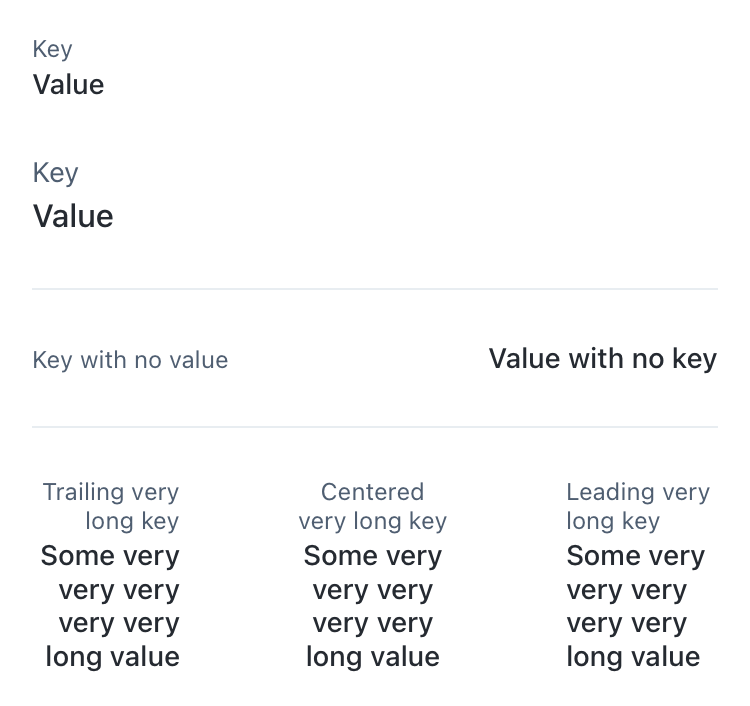 Key
Value
Key
Value
Key with no value
Value with no key
Trailing very
long key
Some very
very very
very very
long value
Centered
very long key
Some very
very very
very very
long value
Leading very
long key
Some very
very very
very very
long value